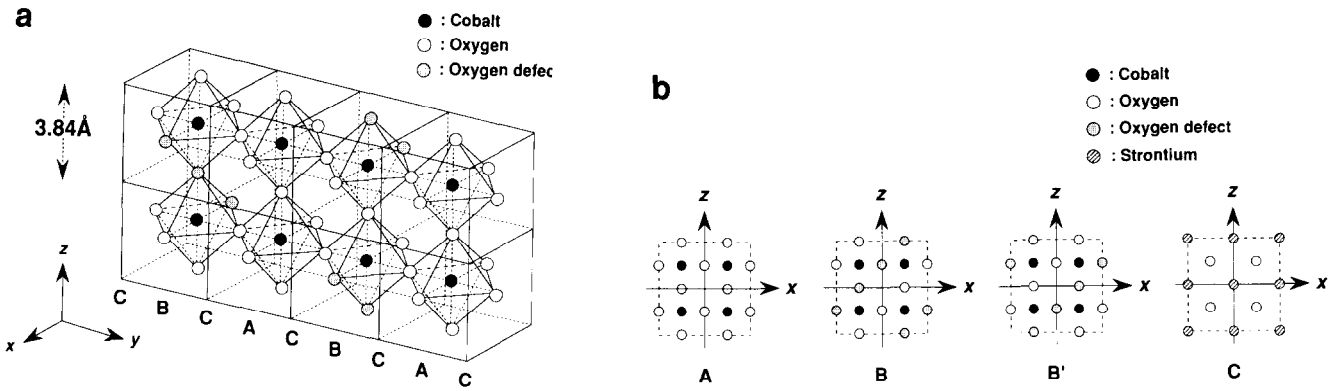 a
: Cobalt
: Oxygen
: Oxygen defec
3.84Å
z
x
y
C
B
C
A
C
B
C
A
C
b
: Cobalt
: Oxygen
: Oxygen defect
: Strontium
z
z
z
z
x
x
x
x
A
B
B'
C